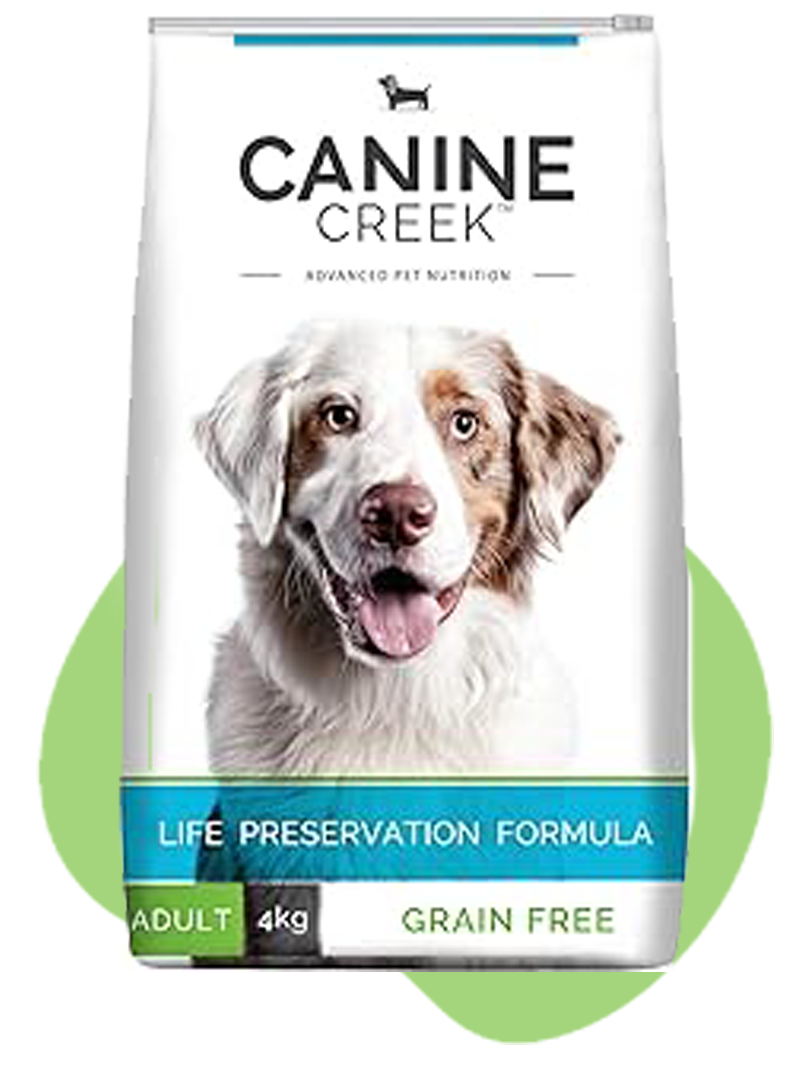 CANINE
CREEK™
ADVANCED PET NUTRITION
LIFE PRESERVATION FORMULA
ADULT 4kg GRAIN FREE